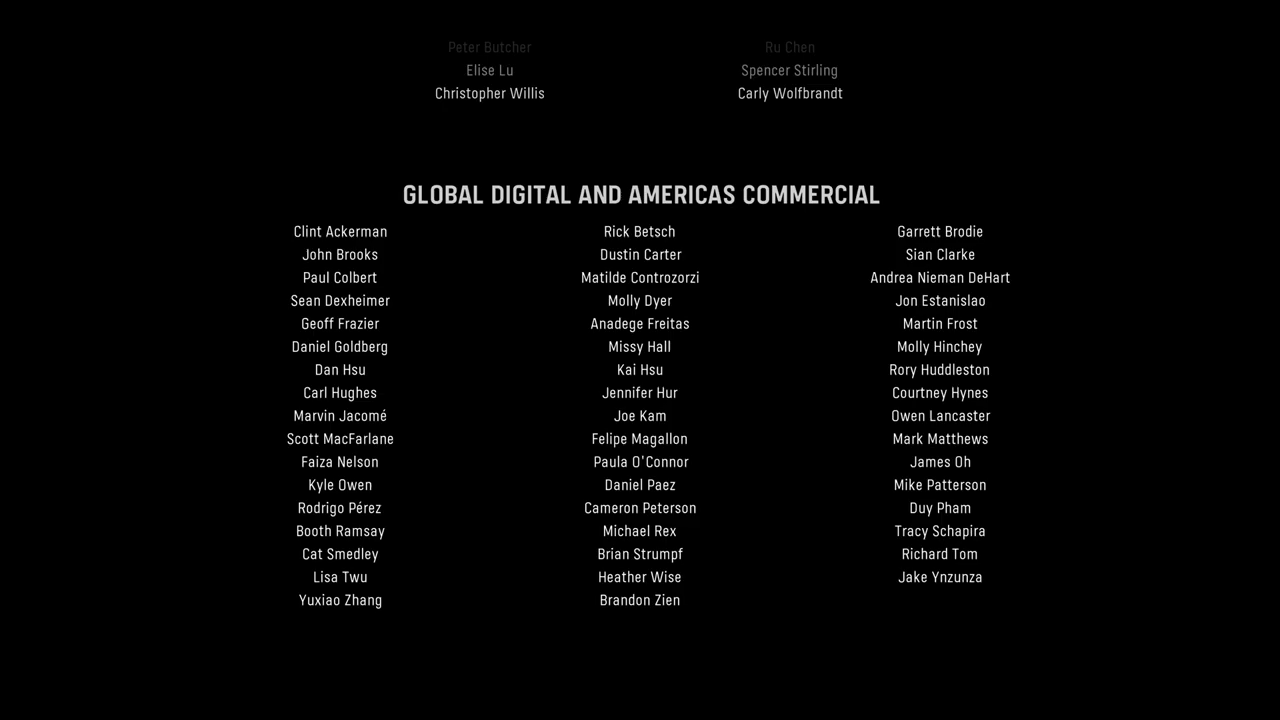 Peter Butcher Ru Chen
Elise Lu Spencer Stirling
Christopher Willis Carly Wolfbrandt
GLOBAL DIGITAL AND AMERICAS COMMERCIAL
Clint Ackerman Rick Betsch Garrett Brodie
John Brooks Dustin Carter Sian Clarke
Paul Colbert Matilde Controzorzi Andrea Nieman DeHart
Sean Dexheimer Molly Dyer Jon Estanislao
Geoff Frazier Anadege Freitas Martin Frost
Daniel Goldberg Missy Hall Molly Hinchey
Dan Hsu Kai Hsu Rory Huddleston
Carl Hughes Jennifer Hur Courtney Hynes
Marvin Jacomé Joe Kam Owen Lancaster
Scott MacFarlane Felipe Magallon Mark Matthews
Faiza Nelson Paula O'Connor James Oh
Kyle Owen Daniel Paez Mike Patterson
Rodrigo Pérez Cameron Peterson Duy Pham
Booth Ramsay Michael Rex Tracy Schapira
Cat Smedley Brian Strumpf Richard Tom
Lisa Twu Heather Wise Jake Ynzunza
Yuxiao Zhang Brandon Zien